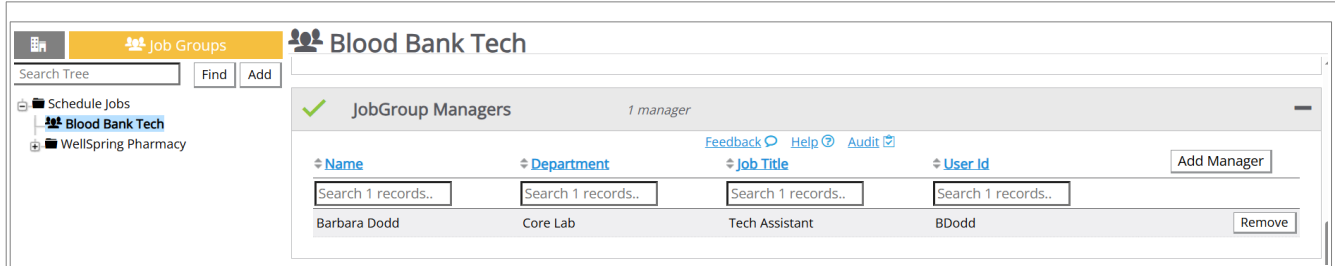 Job Groups
Blood Bank Tech
Search Tree
Find
Add
Schedule Jobs
Blood Bank Tech
WellSpring Pharmacy
JobGroup Managers
1 manager
Feedback Help Audit
Name Department Job Title User Id Add Manager
Search 1 records.. Search 1 records.. Search 1 records.. Search 1 records..
Barbara Dodd Core Lab Tech Assistant BDodd Remove